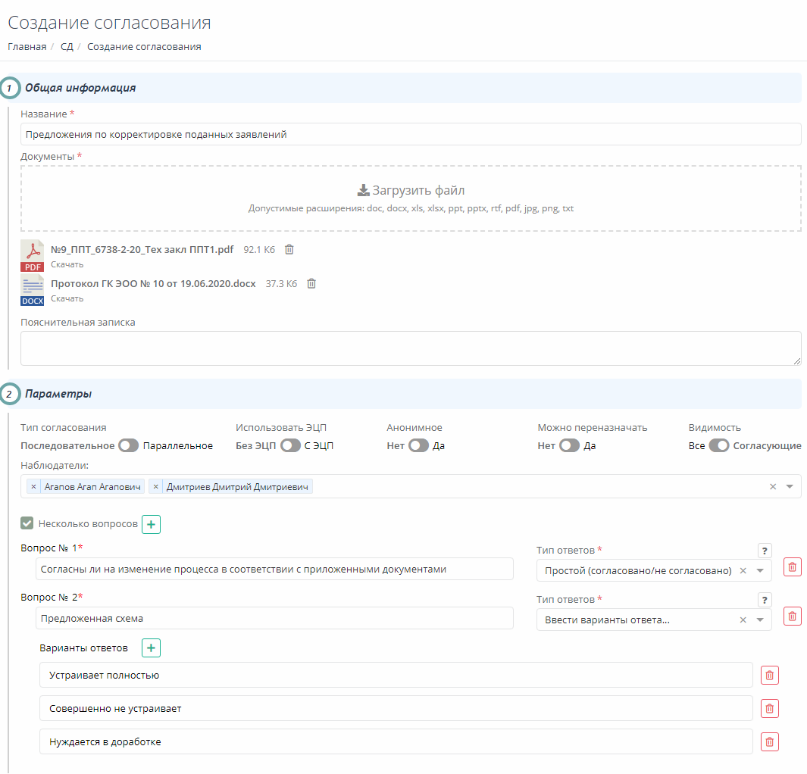 Создание согласования
Главная / СД / Создание согласования
1 Общая информация
Название *
Предложения по корректировке поданных заявлений
Документы *
Загрузить файл
Допустимые расширения: doc, docx, xls, xlsx, ppt, pptx, rtf, pdf, jpg, png, txt
№9_ППТ_6738-2-20_Тех закл ППТ1.pdf 92.1 Кб
PDF Скачать
Протокол ГК ЭОО № 10 от 19.06.2020.docx 37.3 Кб
DOCX Скачать
Пояснительная записка
2 Параметры
Тип согласования Использовать ЭЦП Анонимное Можно переназначать Видимость
Последовательное Параллельное Без ЭЦП С ЭЦП Нет Да Нет Да Все Согласующие
Наблюдатели:
× Агапов Агап Агапович × Дмитриев Дмитрий Дмитриевич ×
Несколько вопросов +
Вопрос № 1* Тип ответов * ?
Согласны ли на изменение процесса в соответствии с приложенными документами Простой (согласовано/не согласовано) ×
Вопрос № 2* Тип ответов * ?
Предложенная схема Ввести варианты ответа... ×
Варианты ответов +
Устраивает полностью
Совершенно не устраивает
Нуждается в доработке